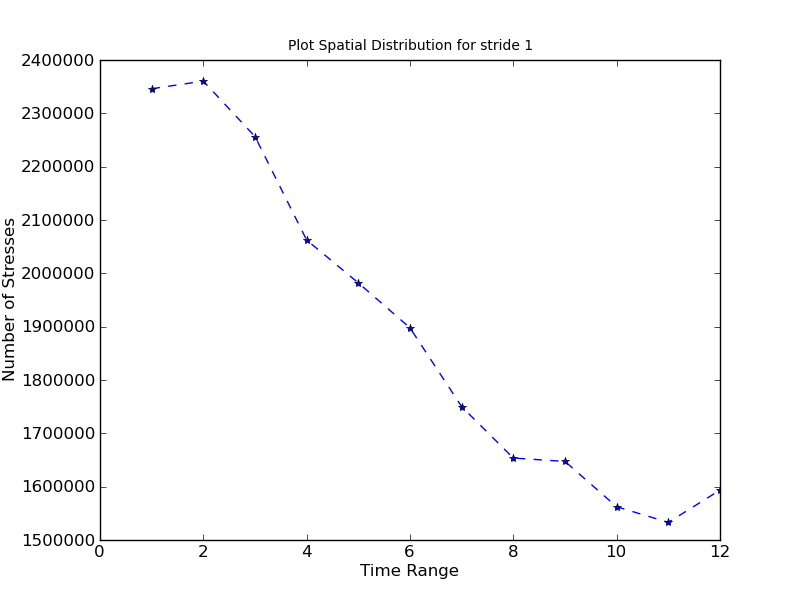 Plot Spatial Distribution for stride 1
2400000
2300000
2200000
2100000
2000000
1900000
1800000
1700000
1600000
1500000
Number of Stresses
0 2 4 6 8 10 12
Time Range